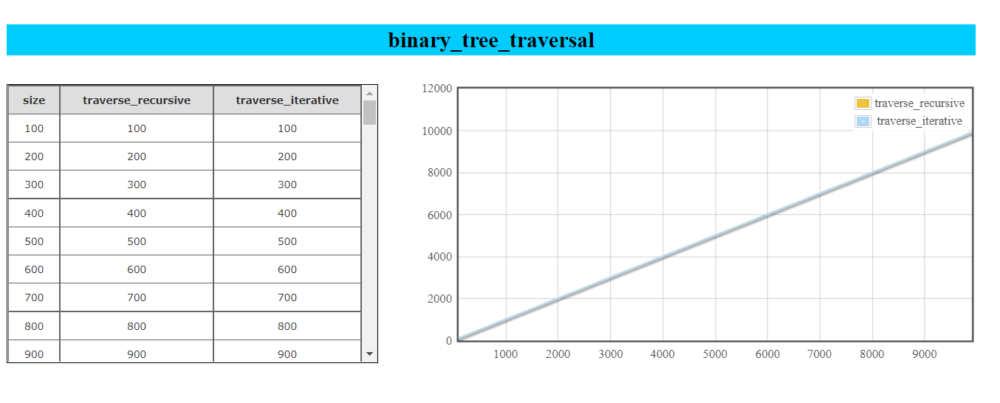 binary_tree_traversal
size traverse_recursive traverse_iterative
100 100 100
200 200 200
300 300 300
400 400 400
500 500 500
600 600 600
700 700 700
800 800 800
900 900 900
12000
10000
8000
6000
4000
2000
0
traverse_recursive
traverse_iterative
1000 2000 3000 4000 5000 6000 7000 8000 9000